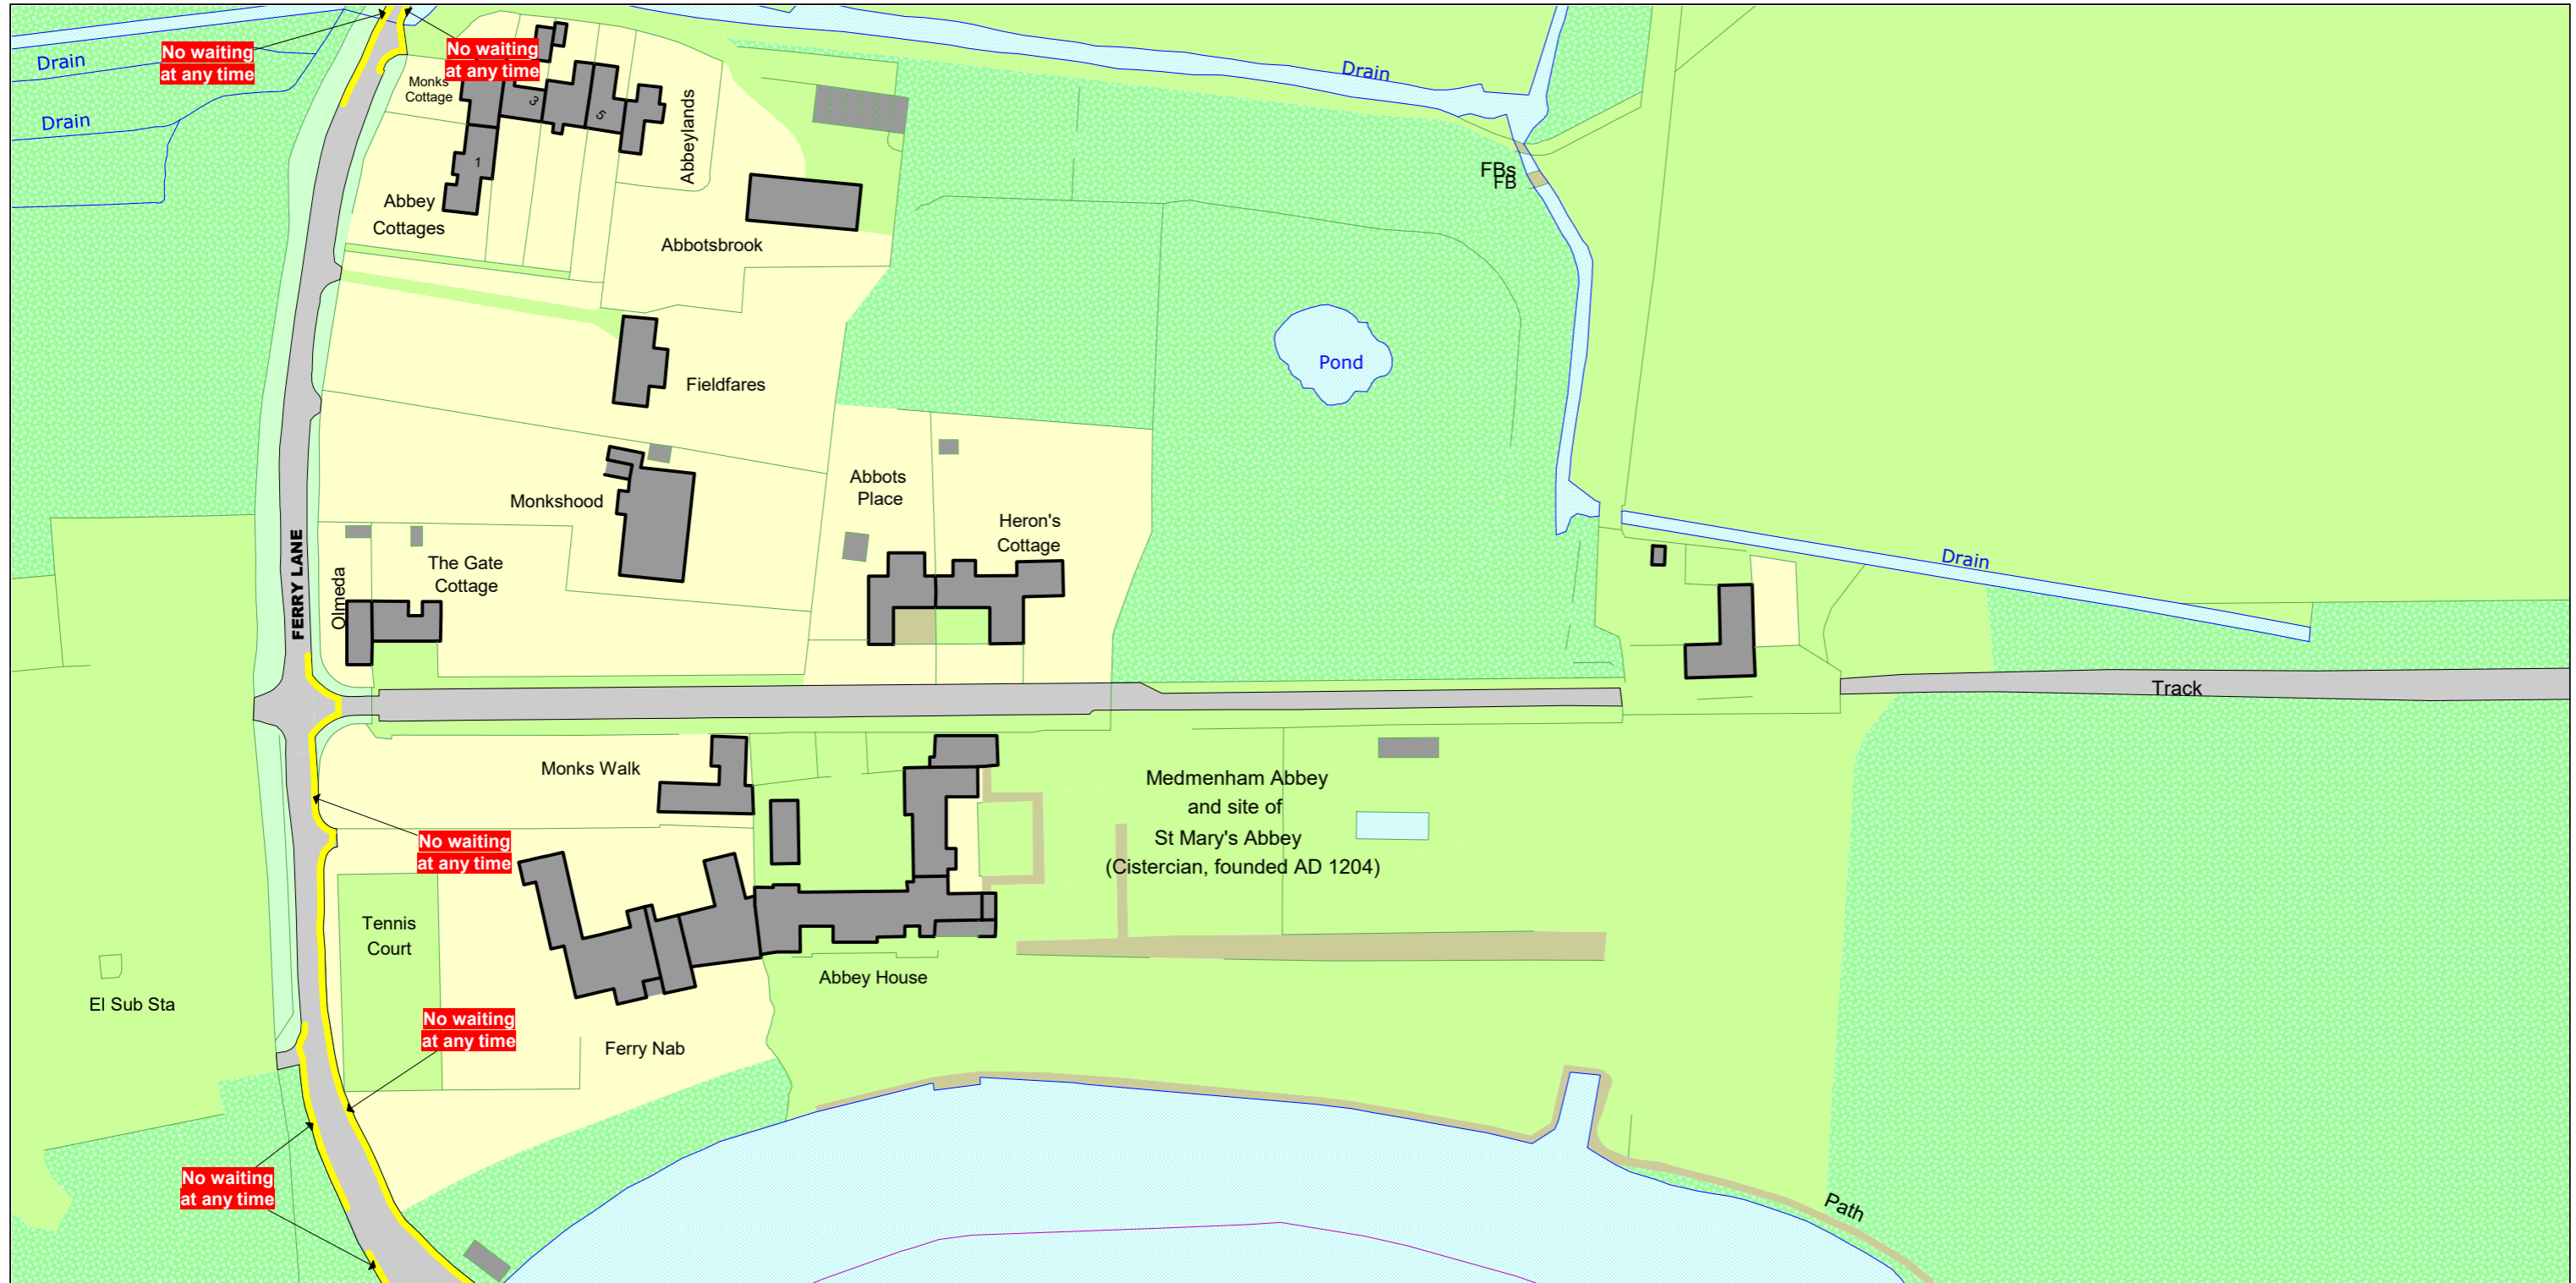 No waiting
at any time
No waiting
at any time
Drain
Drain
Drain
Monks
Cottage
3
5
1
Abbeylands
Abbey
Cottages
Abbotsbrook
FBs
FB
Pond
Fieldfares
Monkshood
Abbots
Place
Heron's
Cottage
The Gate
Cottage
Olmeda
FERRY LANE
Drain
Track
Monks Walk
Medmenham Abbey
and site of
St Mary's Abbey
(Cistercian, founded AD 1204)
No waiting
at any time
Tennis
Court
Abbey House
El Sub Sta
No waiting
at any time
Ferry Nab
No waiting
at any time
Path